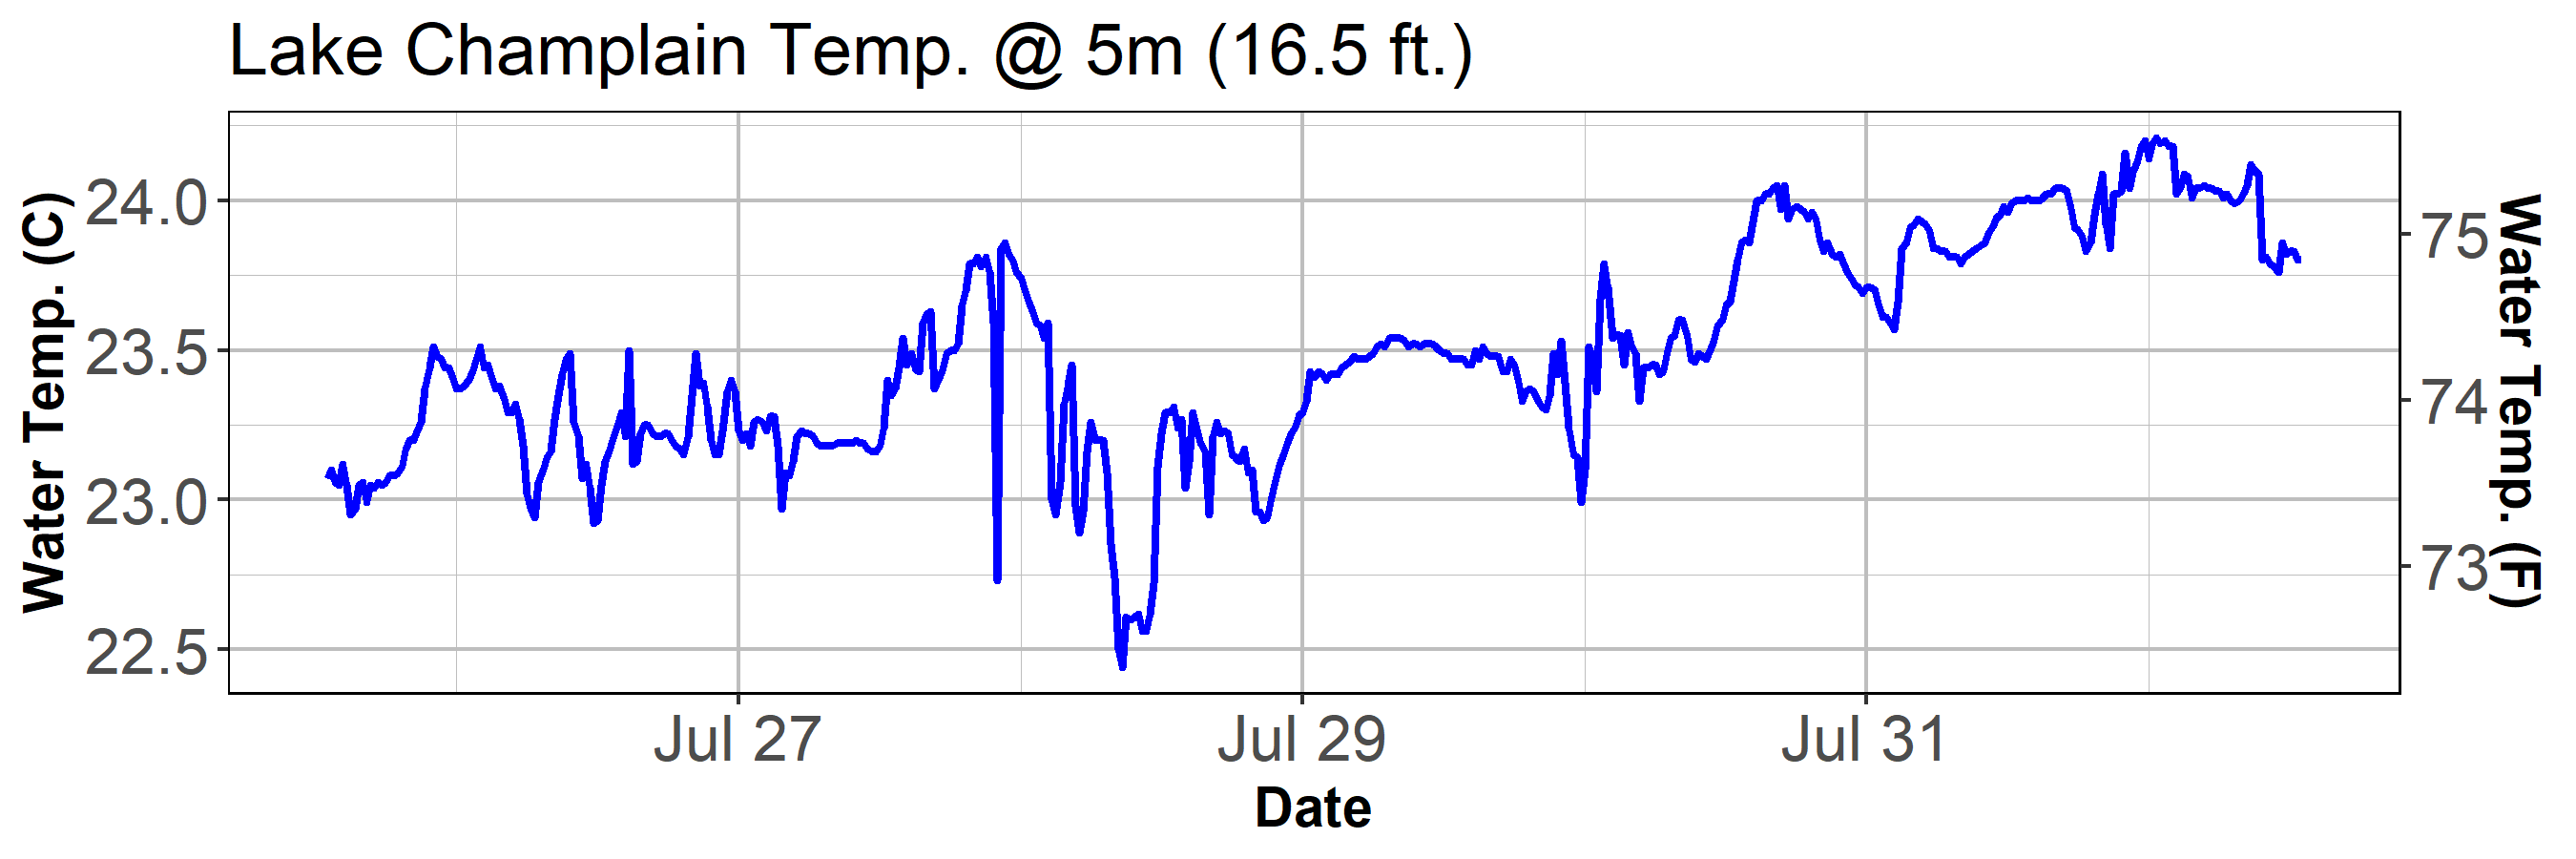 Lake Champlain Temp. @ 5m (16.5 ft.)
Water Temp. (C)
24.0
23.5
23.0
22.5
75
74
73
Water Temp. (F)
Jul 27 Jul 29 Jul 31
Date